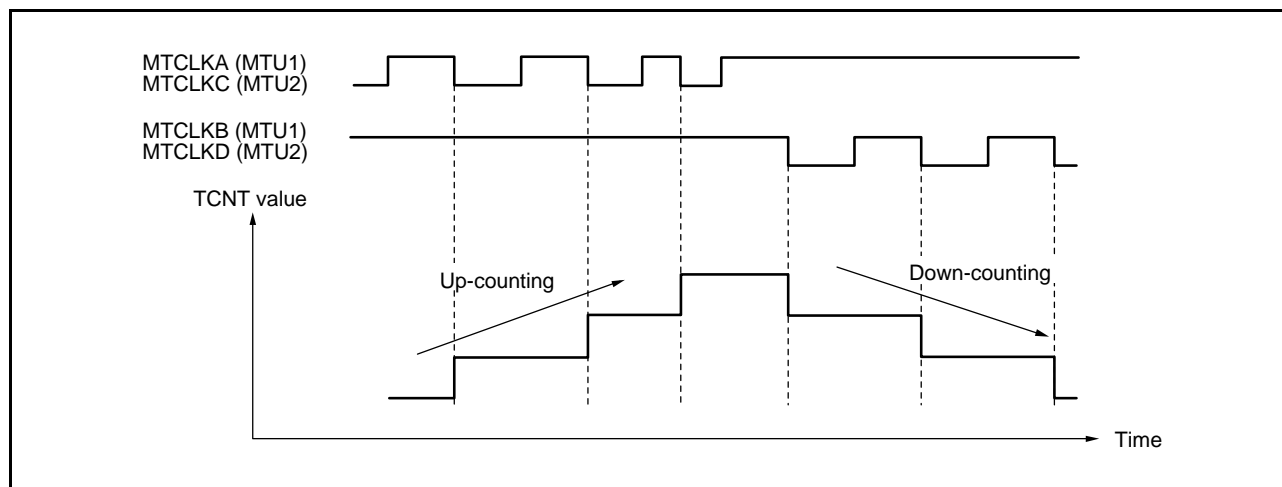 MTCLKA (MTU1)
MTCLKC (MTU2)
MTCLKB (MTU1)
MTCLKD (MTU2)
TCNT value
Up-counting
Down-counting
Time